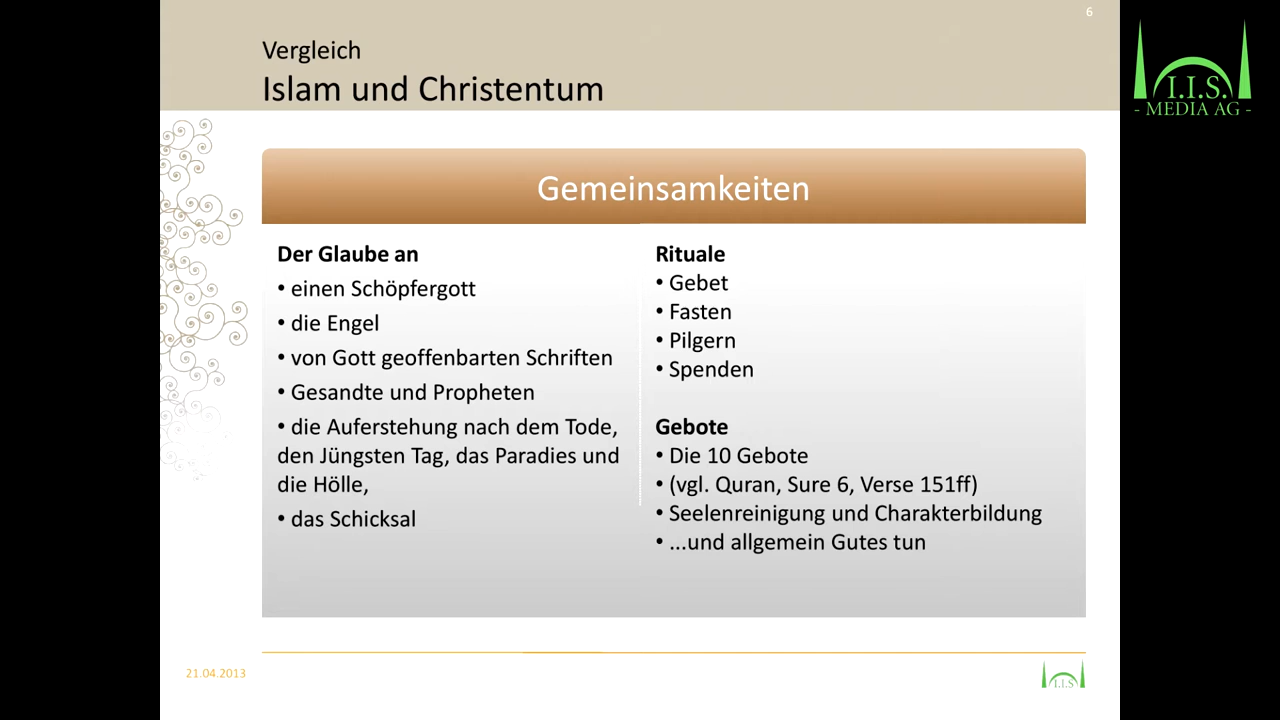 6
Vergleich
Islam und Christentum
I.I.S.
- MEDIA AG -
Gemeinsamkeiten
Der Glaube an
• einen Schöpfergott
• die Engel
• von Gott geoffenbarten Schriften
• Gesandte und Propheten
• die Auferstehung nach dem Tode,
den Jüngsten Tag, das Paradies und
die Hölle,
• das Schicksal
Rituale
• Gebet
• Fasten
• Pilgern
• Spenden
Gebote
• Die 10 Gebote
• (vgl. Quran, Sure 6, Verse 151ff)
• Seelenreinigung und Charakterbildung
• ...und allgemein Gutes tun
21.04.2013
I.I.S